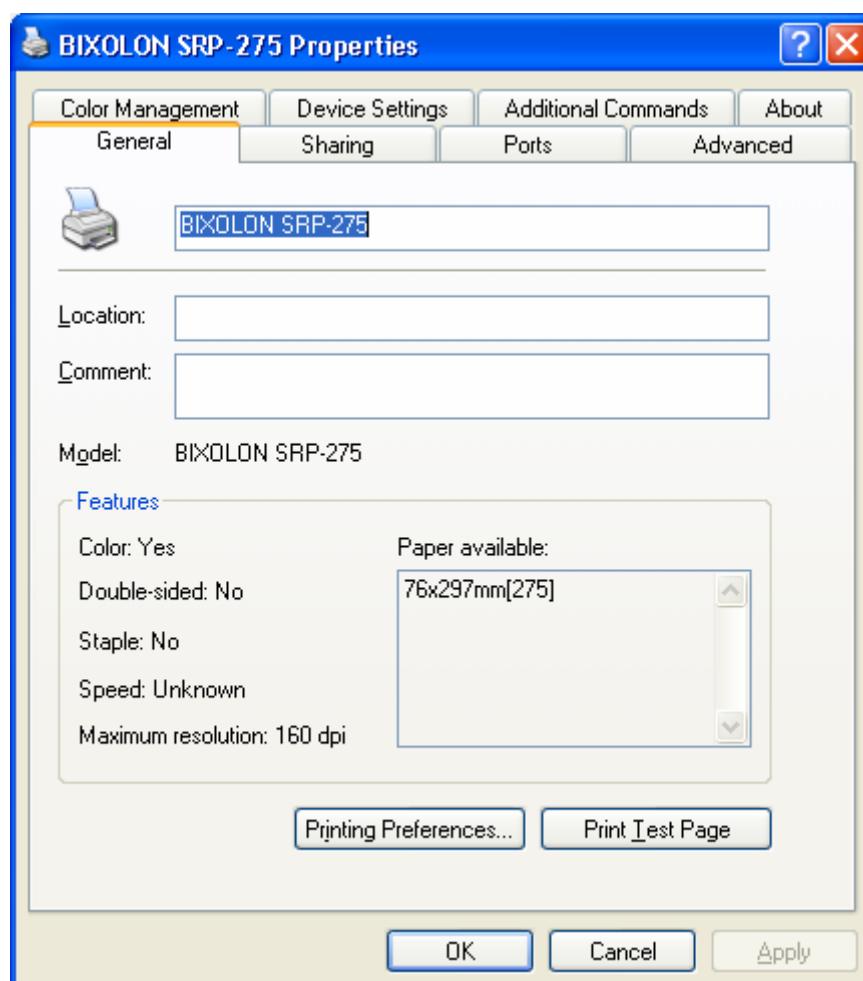 BIXOLON SRP-275 Properties
Color Management Device Settings Additional Commands About
General Sharing Ports Advanced
BIXOLON SRP-275
Location:
Comment:
Model: BIXOLON SRP-275
Features
Color: Yes Paper available:
Double-sided: No 76x297mm[275]
Staple: No
Speed: Unknown
Maximum resolution: 160 dpi
Printing Preferences... Print Test Page
OK Cancel Apply